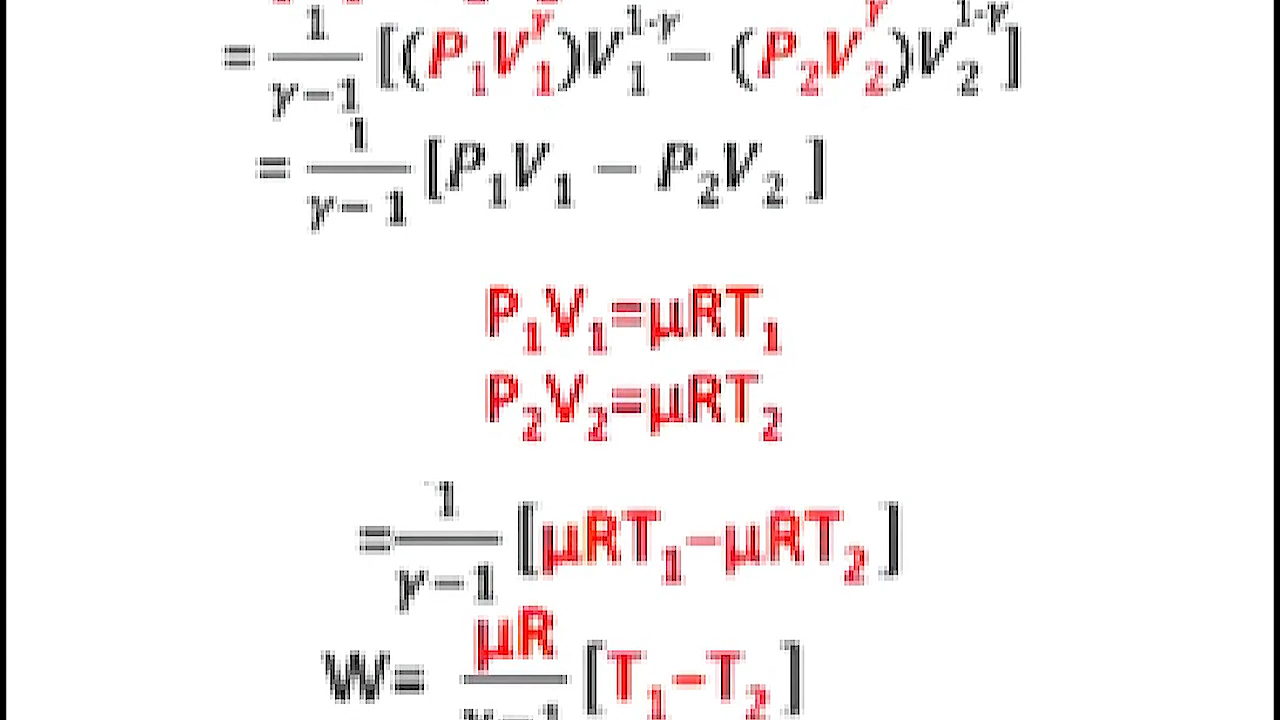 = 1/γ−1 [(P₁V₁^γ)V₁^1-γ − (P₂V₂^γ)V₂^1-γ]
= 1/γ−1 [P₁V₁ − P₂V₂]
P₁V₁=μRT₁
P₂V₂=μRT₂
= 1/γ−1 [μRT₁−μRT₂]
W= μR/γ−1 [T₁−T₂]